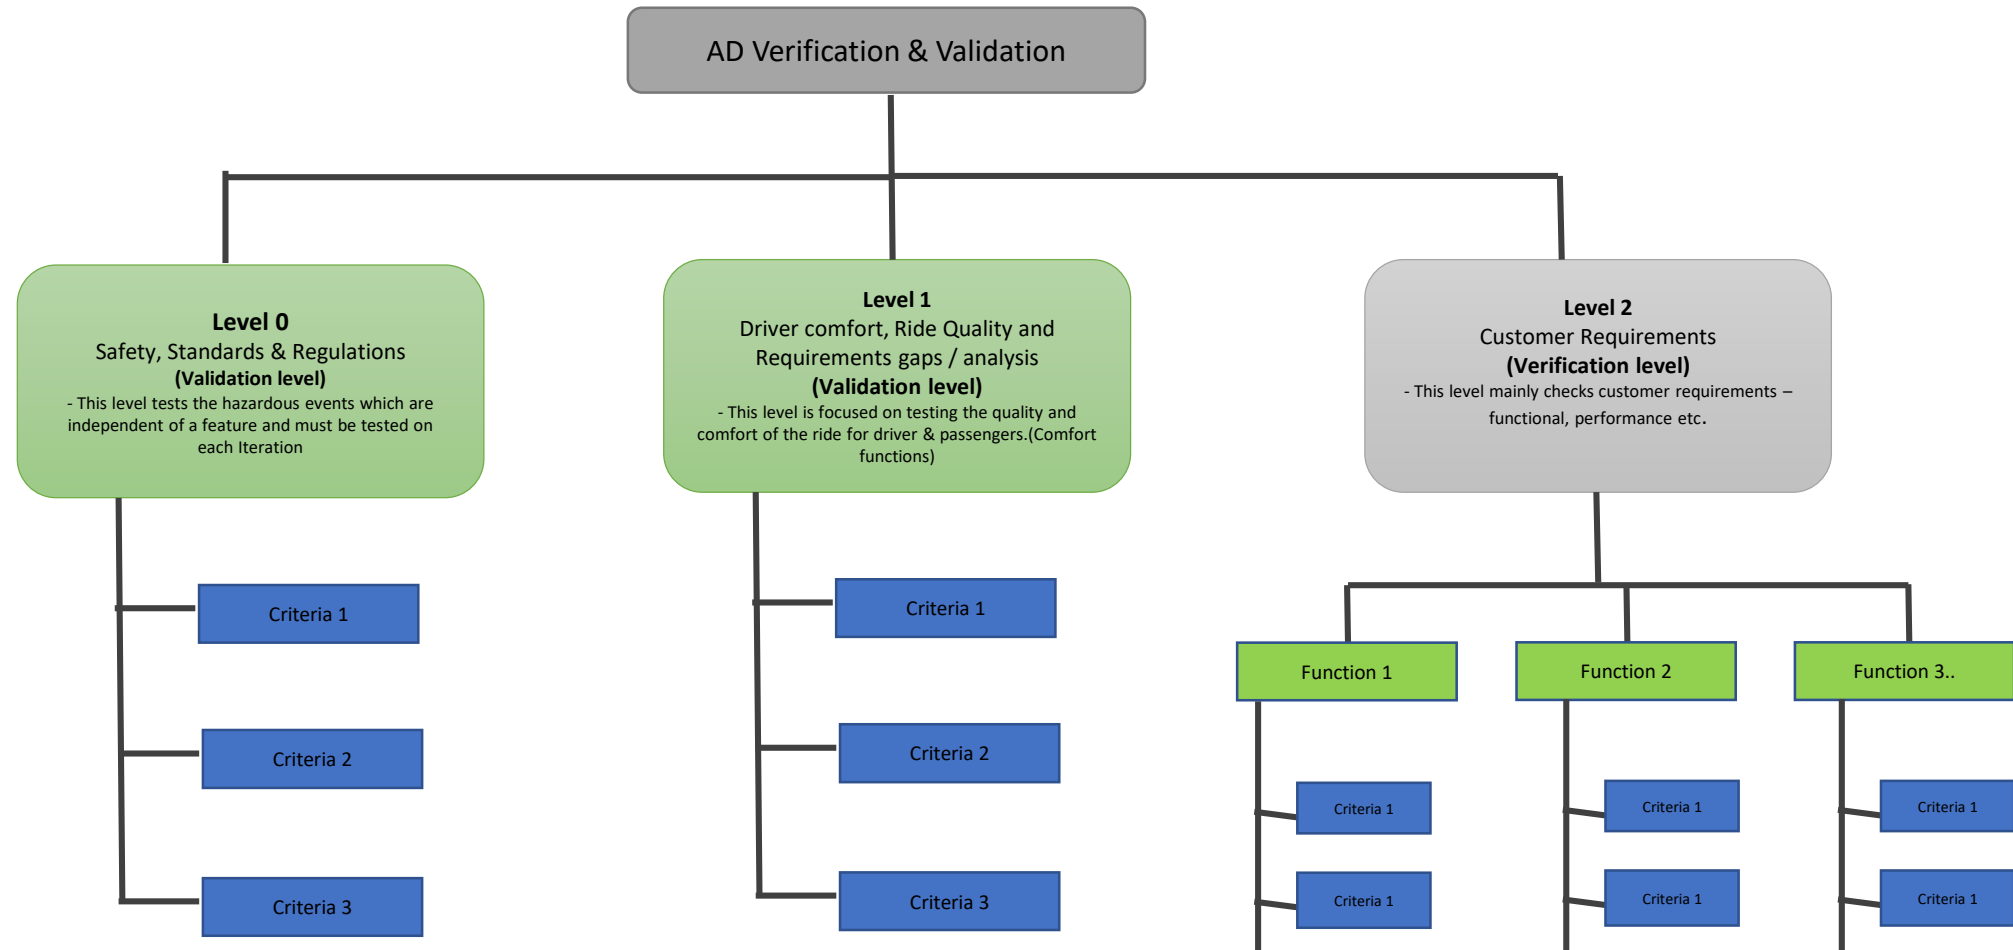 AD Verification & Validation
Level 0
Safety, Standards & Regulations
(Validation level)
- This level tests the hazardous events which are
independent of a feature and must be tested on
each Iteration
Level 1
Driver comfort, Ride Quality and
Requirements gaps / analysis
(Validation level)
- This level is focused on testing the quality and
comfort of the ride for driver & passengers.(Comfort
functions)
Level 2
Customer Requirements
(Verification level)
- This level mainly checks customer requirements –
functional, performance etc.
Criteria 1
Criteria 2
Criteria 3
Criteria 1
Criteria 2
Criteria 3
Function 1
Function 2
Function 3..
Criteria 1
Criteria 1
Criteria 1
Criteria 1
Criteria 1
Criteria 1